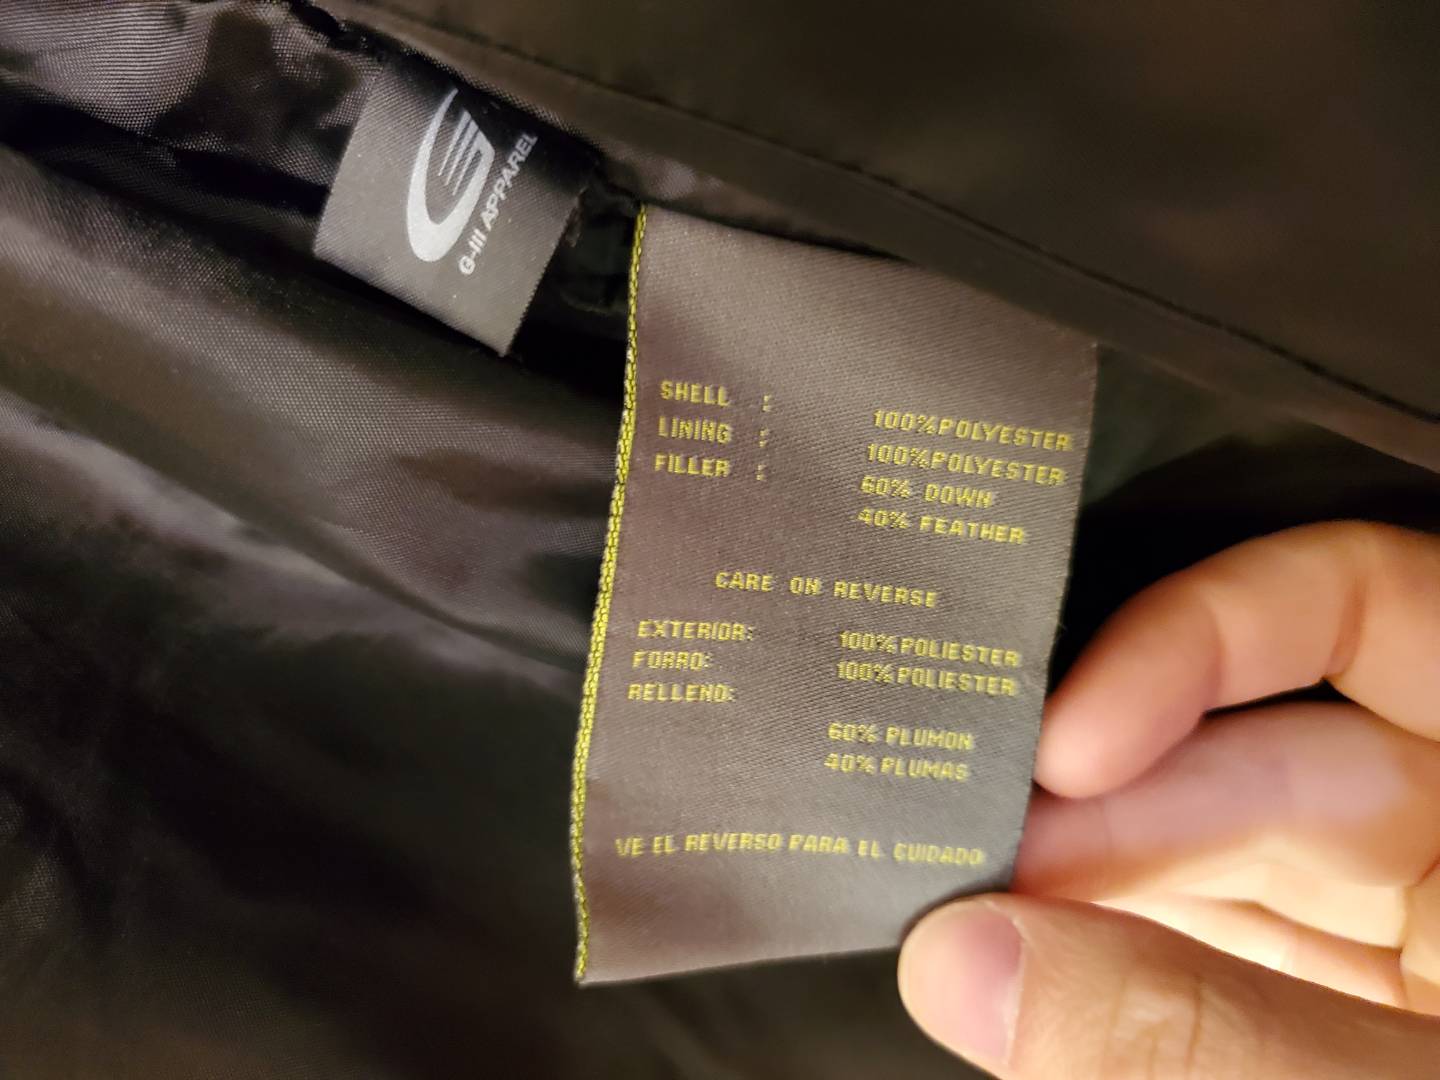 G-III APPAREL
SHELL : 100%POLYESTER
LINING : 100%POLYESTER
FILLER : 60% DOWN
40% FEATHER
CARE ON REVERSE
EXTERIOR: 100%POLIESTER
FORRO: 100%POLIESTER
RELLENO:
60% PLUMON
40% PLUMAS
VE EL REVERSO PARA EL CUIDADO